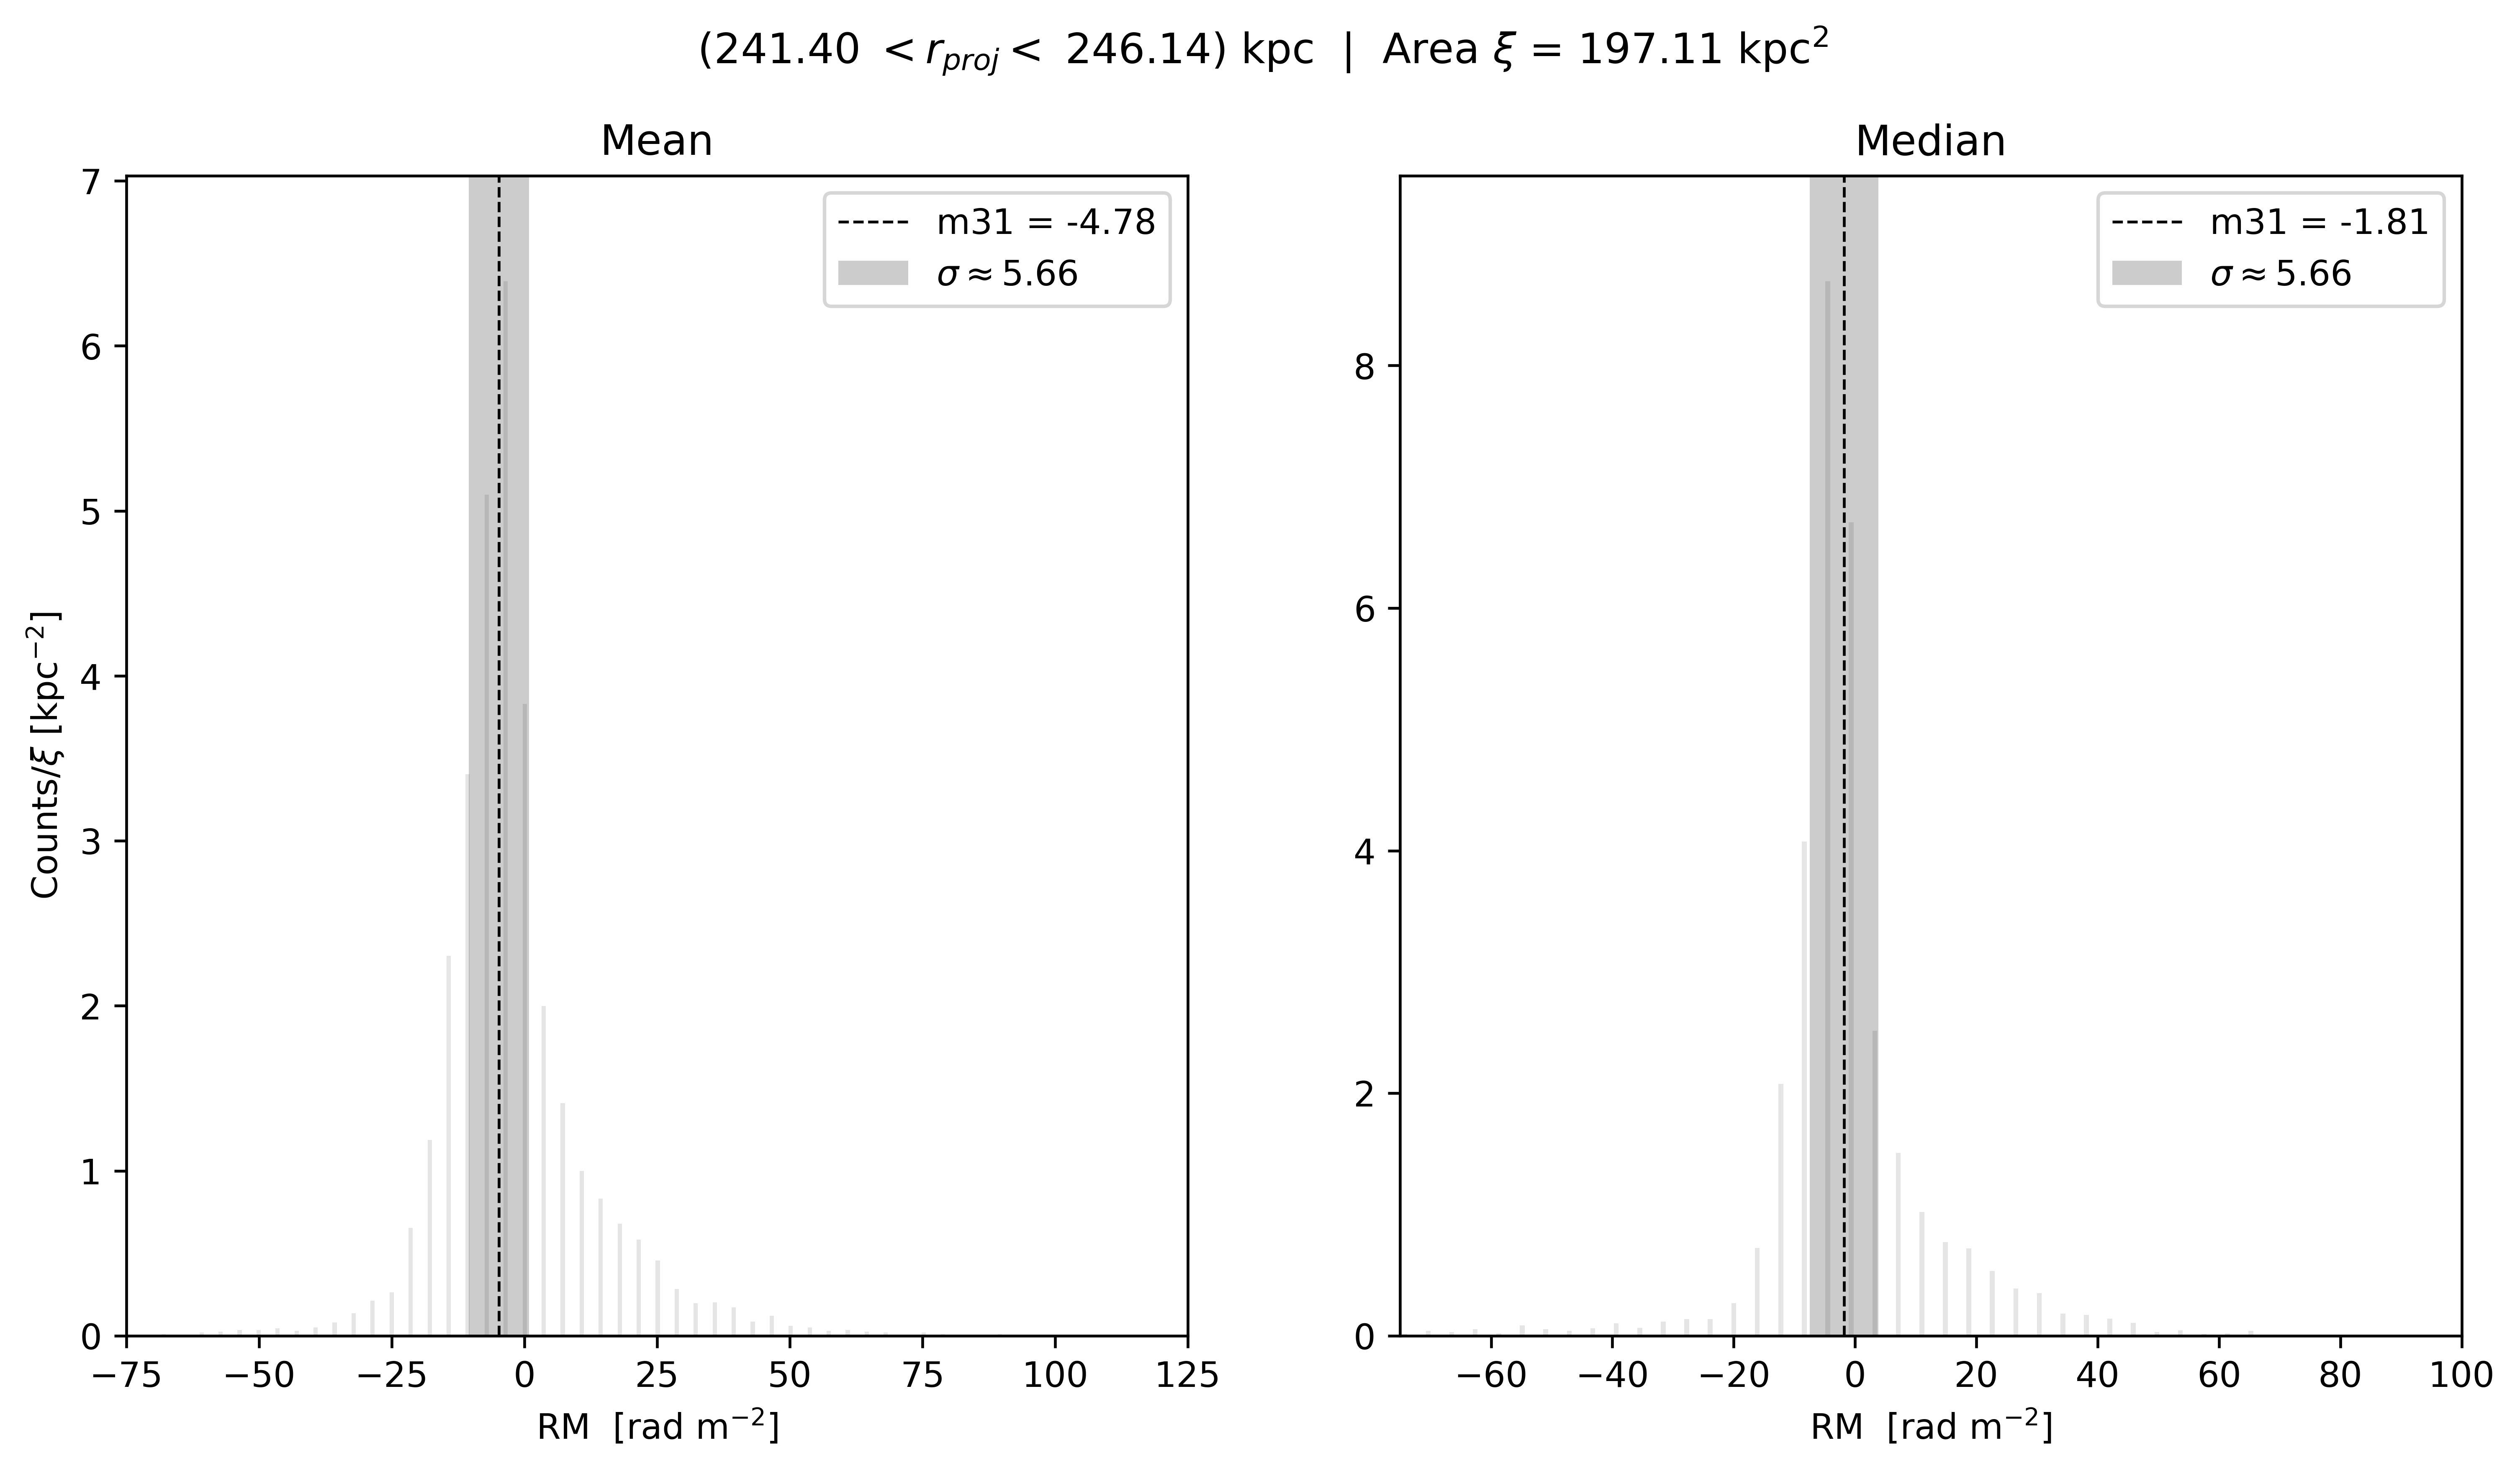 (241.40 < r_proj < 246.14) kpc | Area ξ = 197.11 kpc²
Mean
7
6
5
4
3
2
1
0
Counts/ξ [kpc⁻²]
m31 = -4.78
σ ≈ 5.66
−75 −50 −25 0 25 50 75 100 125
RM [rad m⁻²]
Median
8
6
4
2
0
m31 = -1.81
σ ≈ 5.66
−60 −40 −20 0 20 40 60 80 100
RM [rad m⁻²]